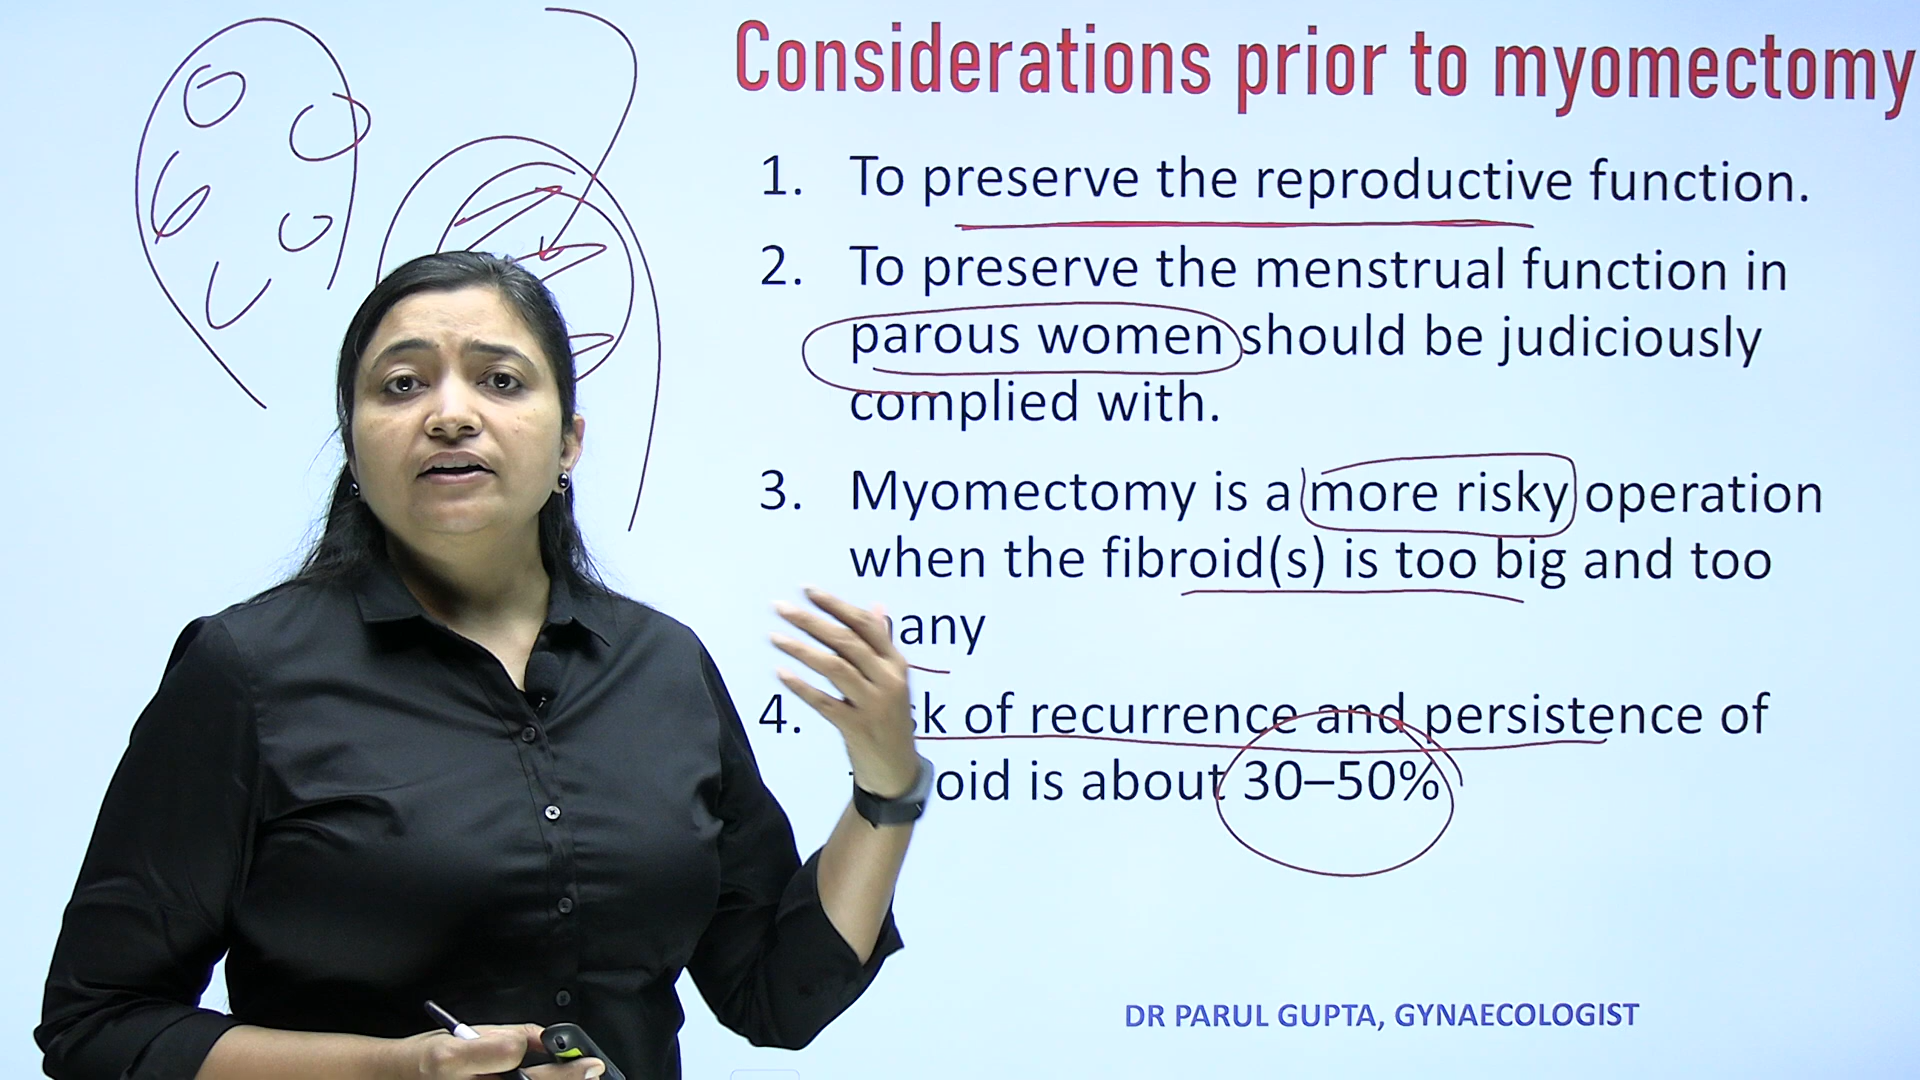 Considerations prior to myomectomy
1. To preserve the reproductive function.
2. To preserve the menstrual function in
parous women should be judiciously
complied with.
3. Myomectomy is a more risky operation
when the fibroid(s) is too big and too
any
4. of recurrence and persistence of
is about 30–50%
DR PARUL GUPTA, GYNAECOLOGIST